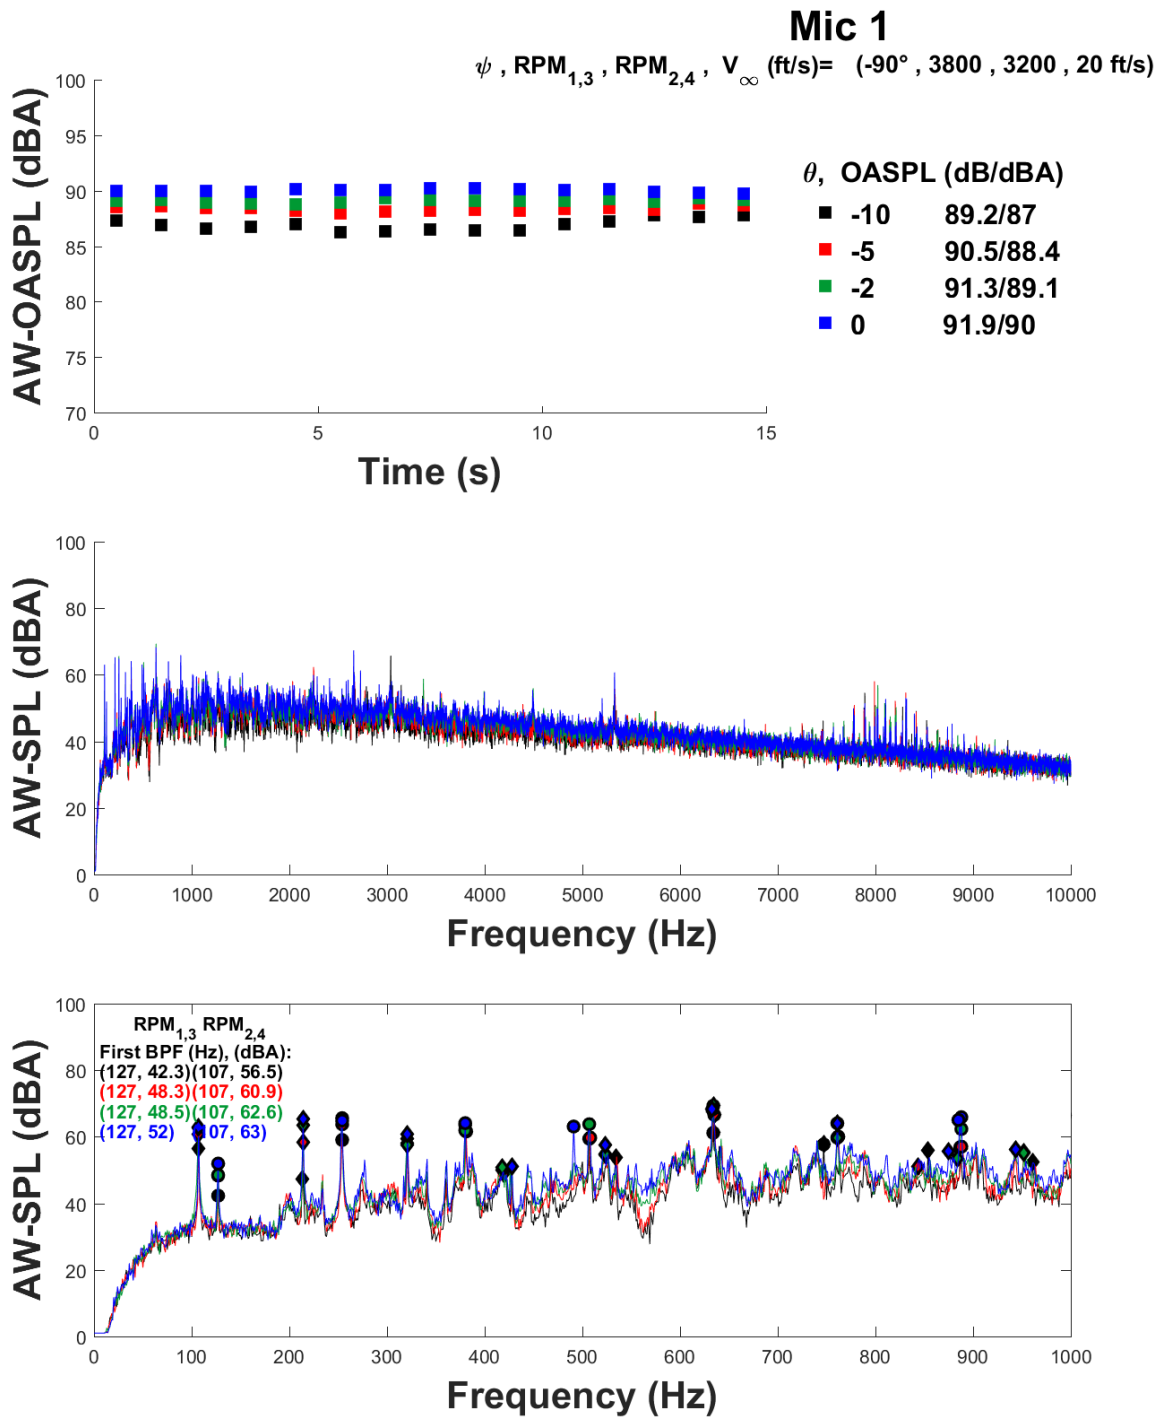 Mic 1
ψ , RPM1,3 , RPM2,4 , V∞ (ft/s)= (-90° , 3800 , 3200 , 20 ft/s)
100
95
90
85
80
75
70
AW-OASPL (dBA)
0 5 10 15
Time (s)
θ, OASPL (dB/dBA)
-10 89.2/87
-5 90.5/88.4
-2 91.3/89.1
0 91.9/90
100
80
60
40
20
0
AW-SPL (dBA)
0 1000 2000 3000 4000 5000 6000 7000 8000 9000 10000
Frequency (Hz)
100
80
60
40
20
0
AW-SPL (dBA)
RPM1,3 RPM2,4
First BPF (Hz), (dBA):
(127, 42.3)(107, 56.5)
(127, 48.3)(107, 60.9)
(127, 48.5)(107, 62.6)
(127, 52) (107, 63)
0 100 200 300 400 500 600 700 800 900 1000
Frequency (Hz)